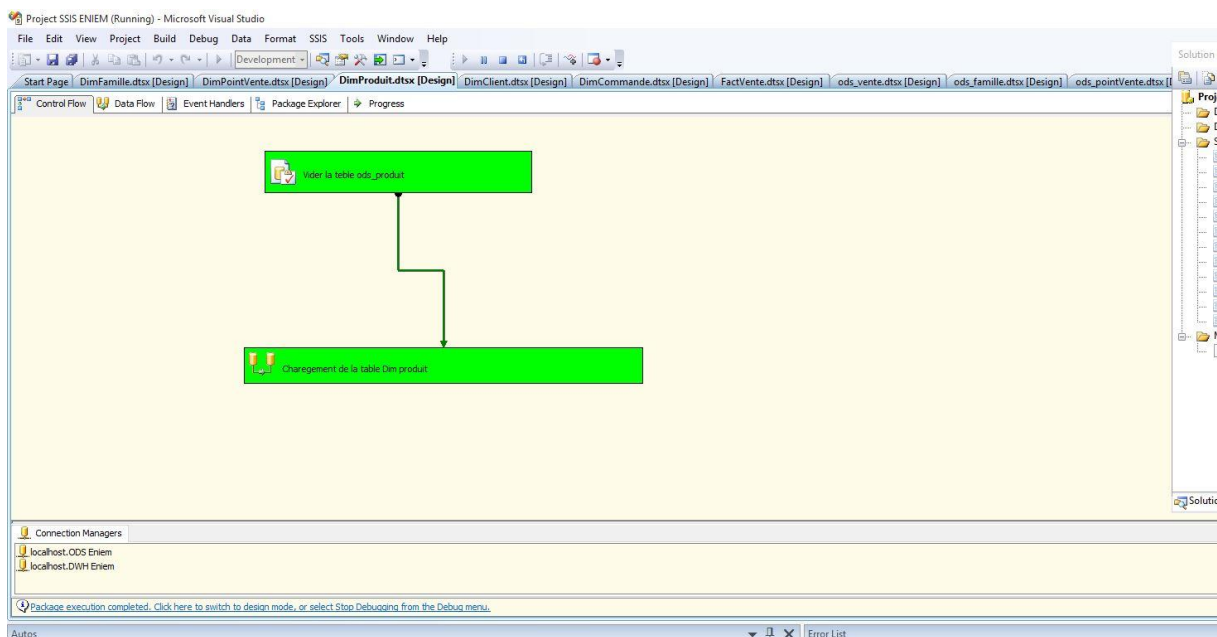 Project SSIS ENIEM (Running) - Microsoft Visual Studio
File Edit View Project Build Debug Data Format SSIS Tools Window Help
Development
Solution
Start Page DimFamille.dtsx [Design] DimPointVente.dtsx [Design] DimProduit.dtsx [Design] DimClient.dtsx [Design] DimCommande.dtsx [Design] FactVente.dtsx [Design] ods_vente.dtsx [Design] ods_famille.dtsx [Design] ods_pointVente.dtsx [
Control Flow Data Flow Event Handlers Package Explorer Progress
Proj
Vider la teble ods_produit
Charegement de la table Dim produit
Solutio
Connection Managers
localhost.ODS Eniem
localhost.DWH Eniem
Package execution completed. Click here to switch to design mode, or select Stop Debugging from the Debug menu.
Autos Error List